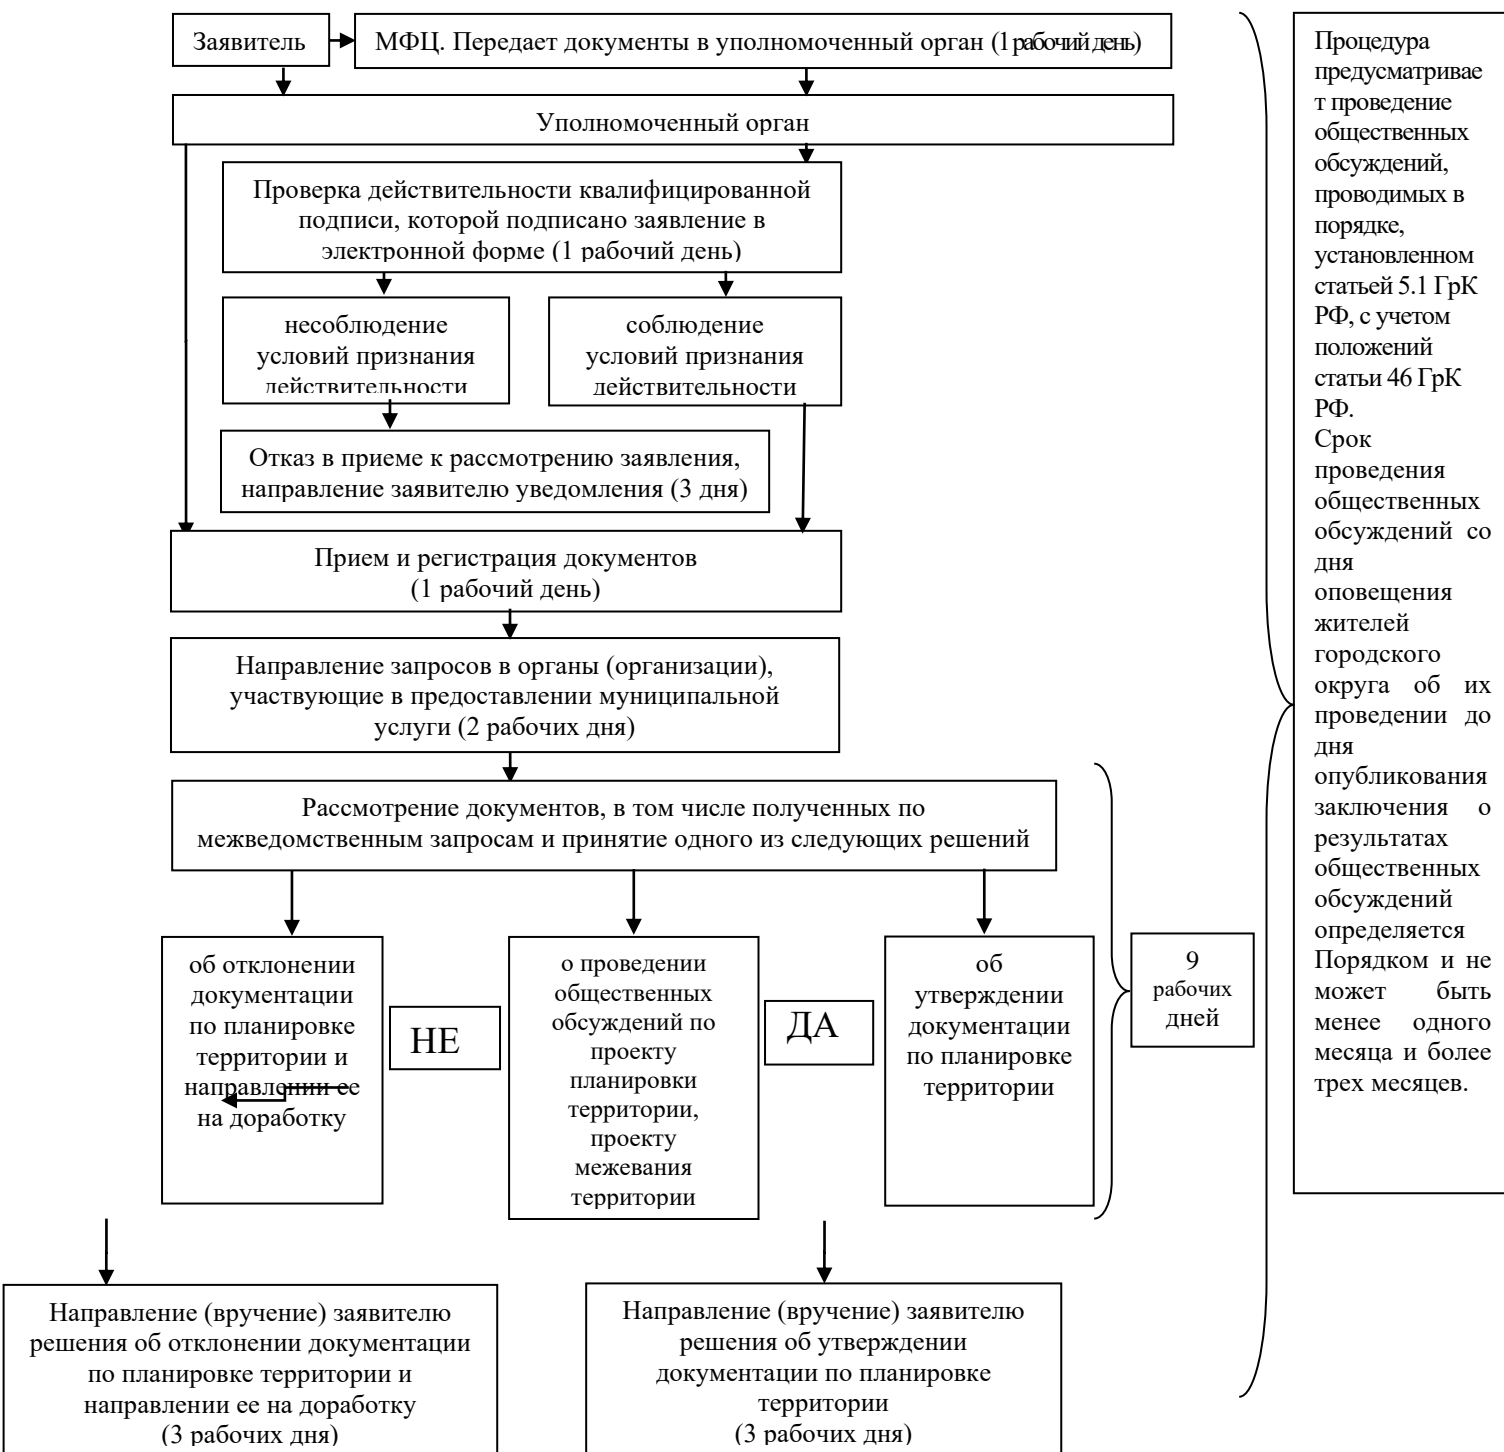 Заявитель
МФЦ. Передает документы в уполномоченный орган (1рабочий день)
Уполномоченный орган
Проверка действительности квалифицированной
подписи, которой подписано заявление в
электронной форме (1 рабочий день)
несоблюдение
условий признания
действительности
соблюдение
условий признания
действительности
Отказ в приеме к рассмотрению заявления,
направление заявителю уведомления (3 дня)
Прием и регистрация документов
(1 рабочий день)
Направление запросов в органы (организации),
участвующие в предоставлении муниципальной
услуги (2 рабочих дня)
Рассмотрение документов, в том числе полученных по
межведомственным запросам и принятие одного из следующих решений
об отклонении
документации
по планировке
территории и
направлении ее
на доработку
НЕ
о проведении
общественных
обсуждений по
проекту
планировки
территории,
проекту
межевания
территории
ДА
об
утверждении
документации
по планировке
территории
9
рабочих
дней
Направление (вручение) заявителю
решения об отклонении документации
по планировке территории и
направлении ее на доработку
(3 рабочих дня)
Направление (вручение) заявителю
решения об утверждении
документации по планировке
территории
(3 рабочих дня)
Процедура
предусматривае
т проведение
общественных
обсуждений,
проводимых в
порядке,
установленном
статьей 5.1 ГрК
РФ, с учетом
положений
статьи 46 ГрК
РФ.
Срок
проведения
общественных
обсуждений со
дня
оповещения
жителей
городского
округа об их
проведении до
дня
опубликования
заключения о
результатах
общественных
обсуждений
определяется
Порядком и не
может быть
менее одного
месяца и более
трех месяцев.